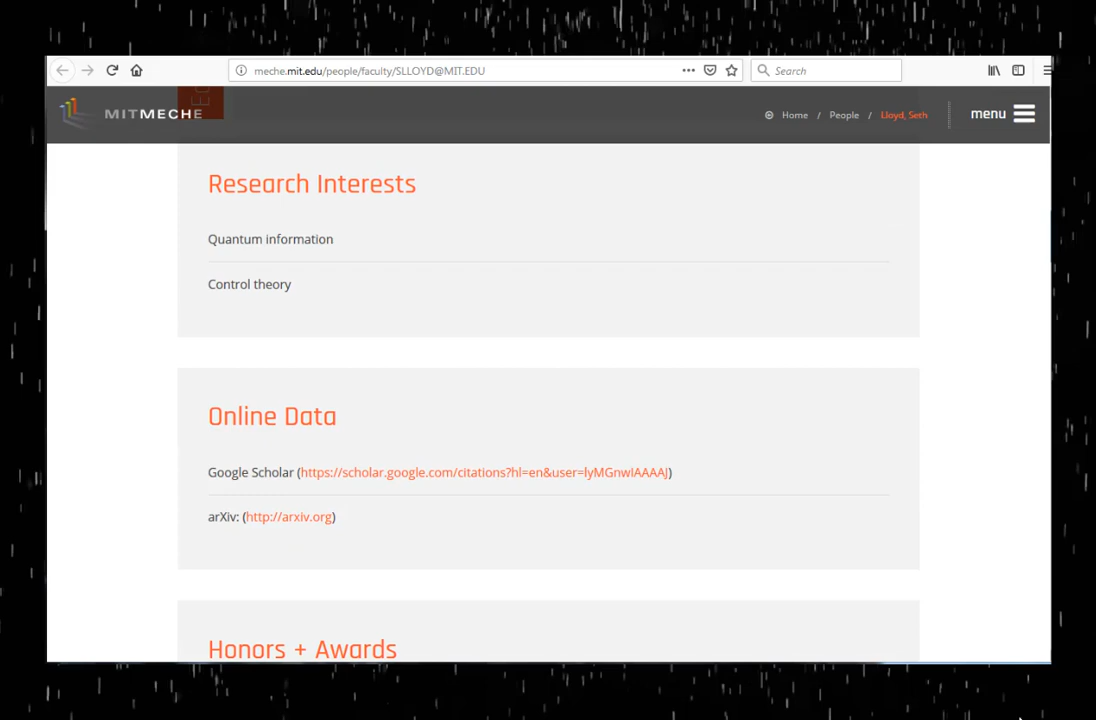 meche.mit.edu/people/faculty/SLLOYD@MIT.EDU
Search
MITMECHE
Home / People / Lloyd, Seth
menu
Research Interests
Quantum information
Control theory
Online Data
Google Scholar (https://scholar.google.com/citations?hl=en&user=lyMGnwIAAAAJ)
arXiv: (http://arxiv.org)
Honors + Awards